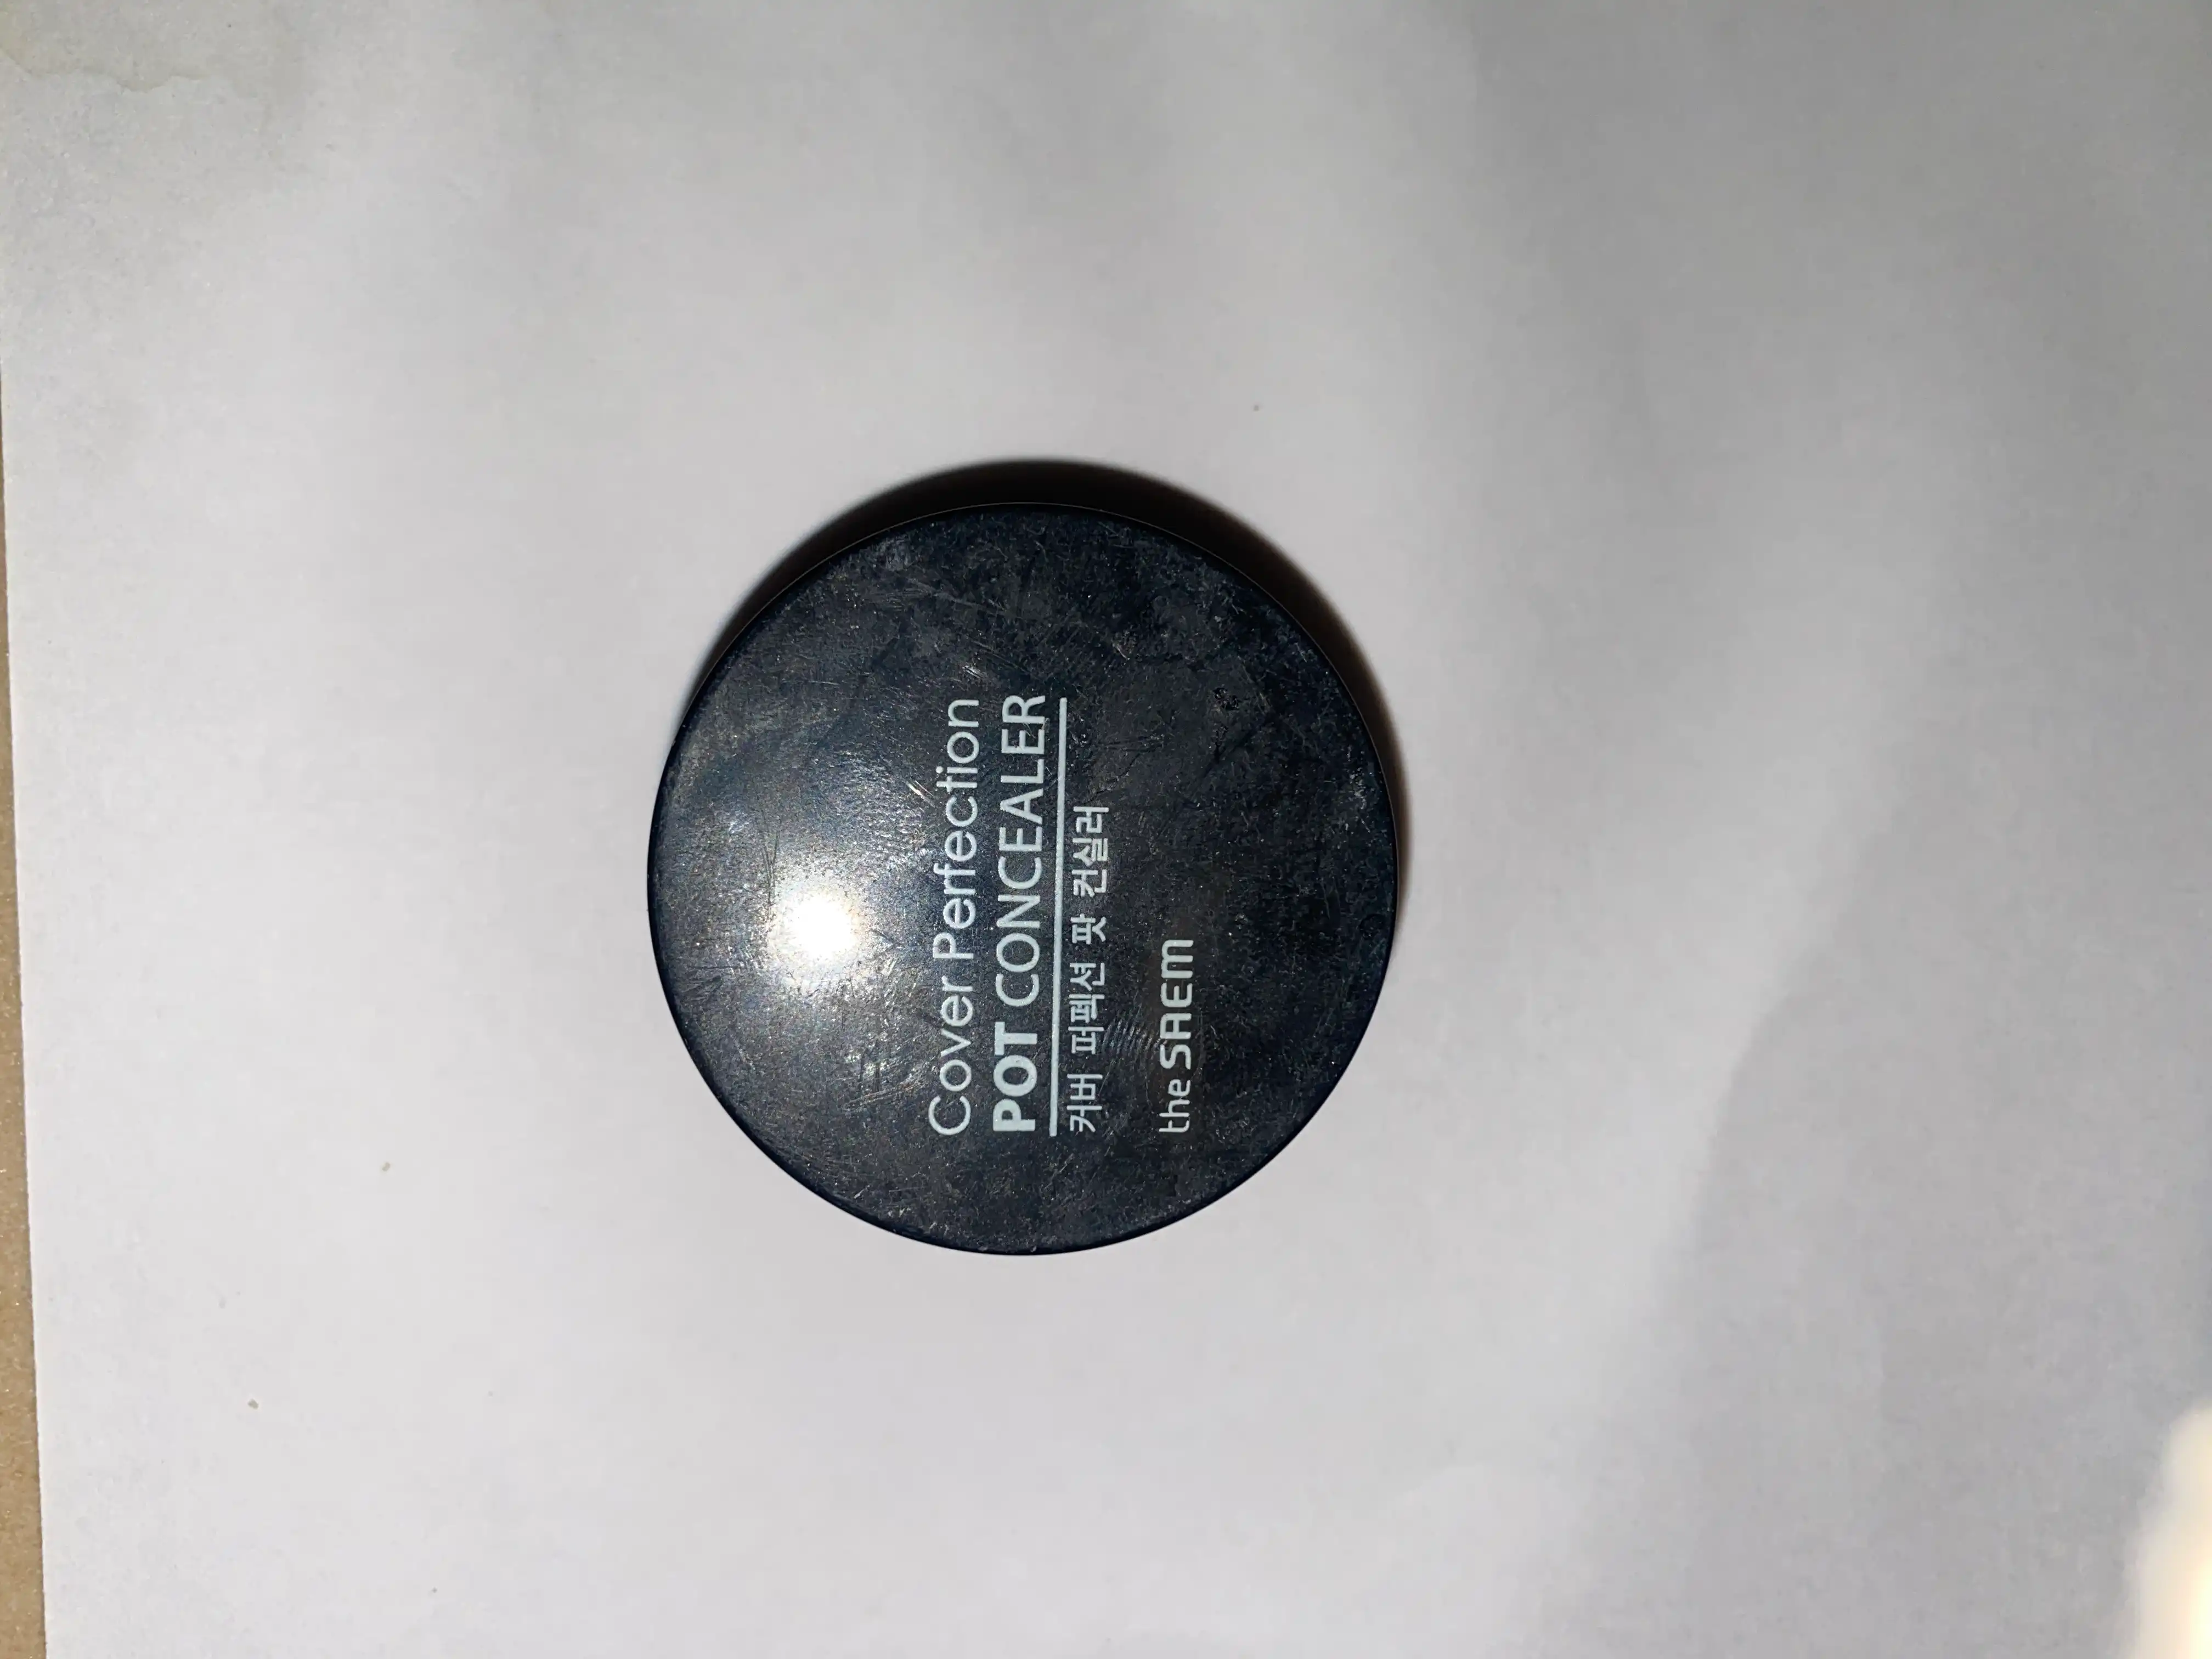 Cover Perfection
POT CONCEALER
커버 퍼펙션 팟 컨실러
the SAEM